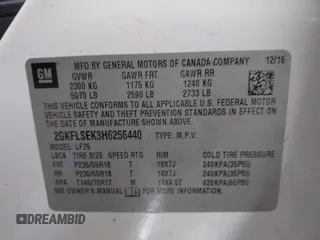 GM
MFD BY GENERAL MOTORS OF CANADA COMPANY
GVWR GAWR FRT GAWR RR 12/16
2300 KG 1175 KG 1240 KG
5070 LB 2590 LB 2733 LB
THIS VEHICLE CONFORMS TO ALL APPLICABLE U.S. FEDERAL MOTOR VEHICLE
SAFETY AND THEFT PREVENTION STANDARDS IN EFFECT ON THE DATE OF
MANUFACTURE SHOWN ABOVE.
2GKFLSEK3H6256440 TYPE: M.P.V.
MODEL: LF26
LOCN TIRE SIZE SPEED RTG RIM COLD TIRE PRESSURE
FRT P235/55R18 T 18X7J 240KPA(35PSI)
RR P235/55R18 T 18X7J 240KPA(35PSI)
SPA T145/75R17 M 17X4.5T 420KPA(60PSI)
DREAMBID